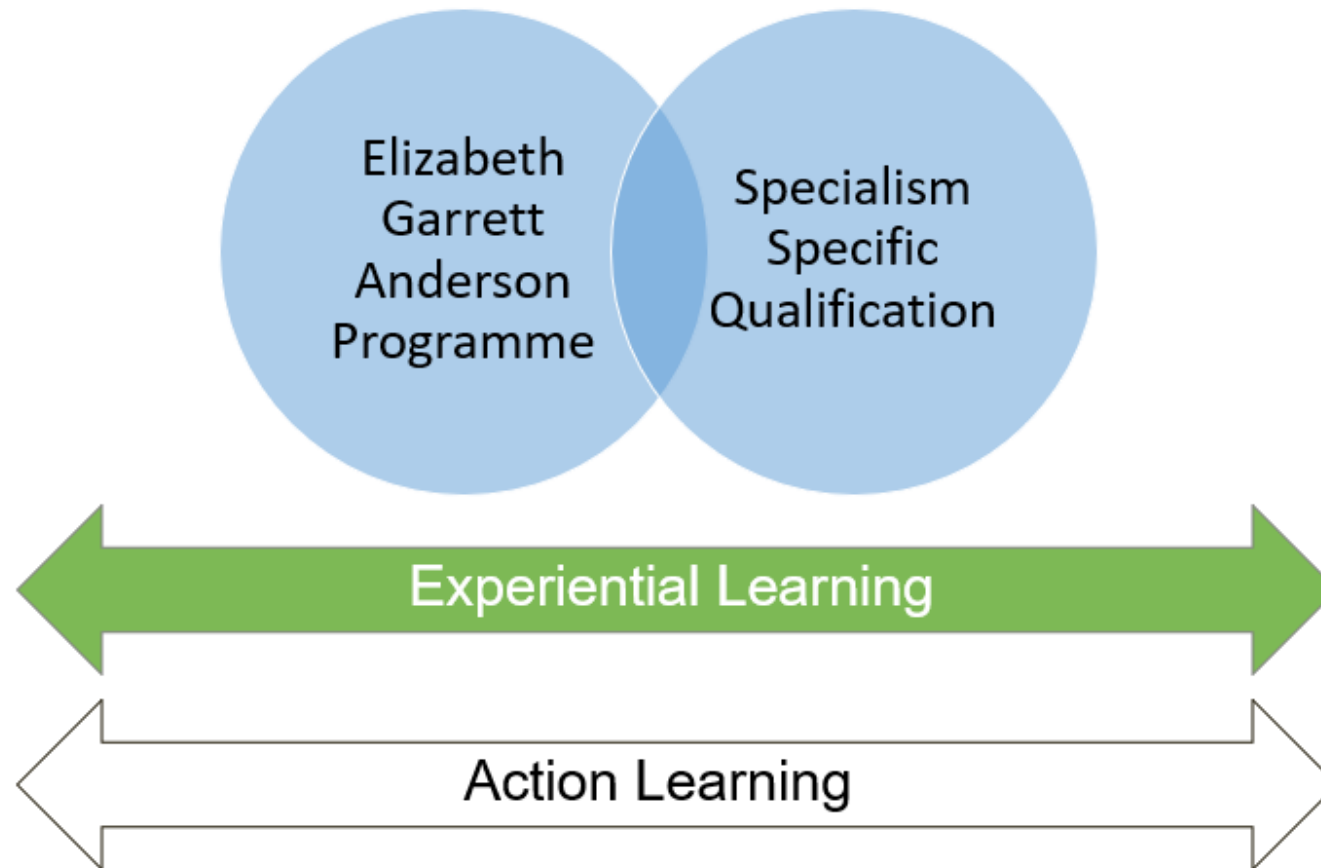 Elizabeth
Garrett
Anderson
Programme
Specialism
Specific
Qualification
Experiential Learning
Action Learning